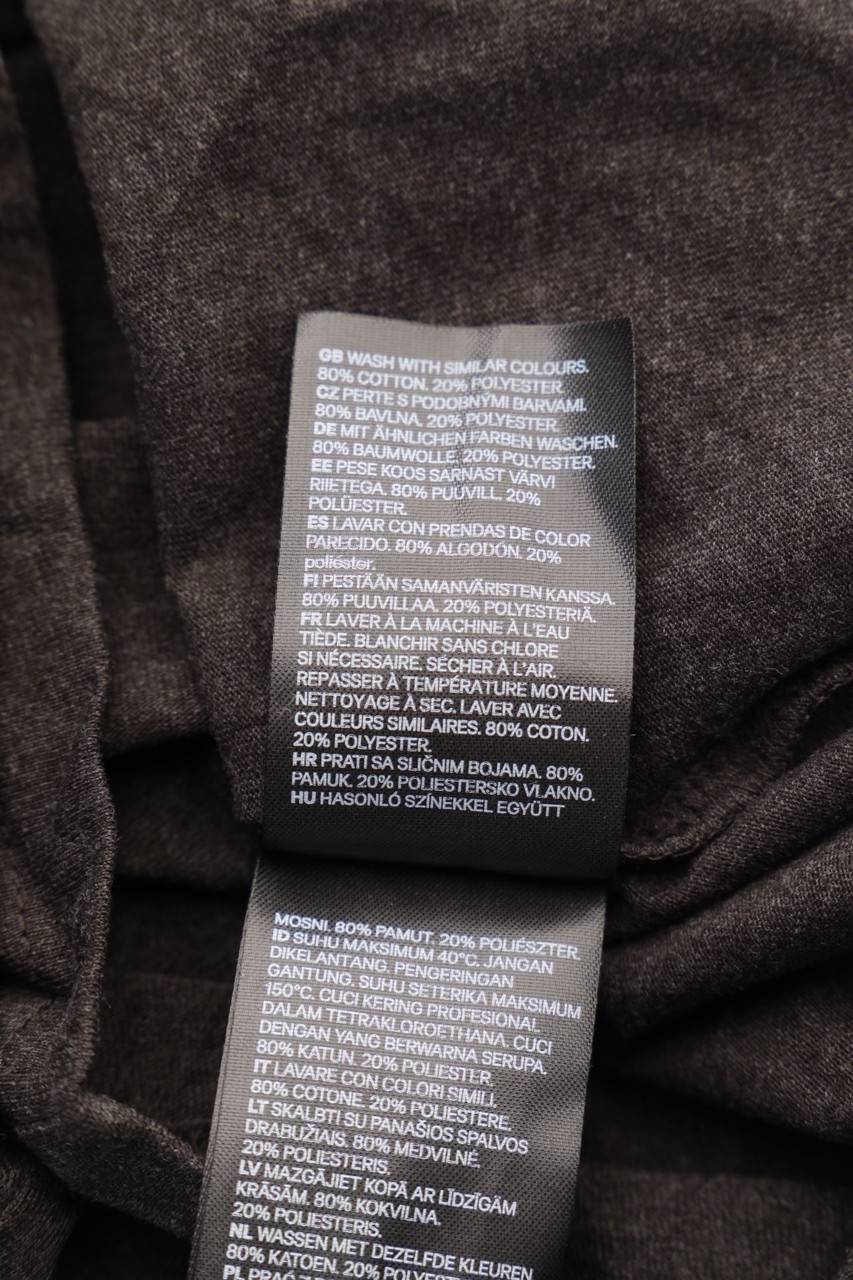 GB WASH WITH SIMILAR COLOURS.
80% COTTON. 20% POLYESTER.
CZ PERTE S PODOBNÝMI BARVAMI.
80% BAVLNA. 20% POLYESTER.
DE MIT ÄHNLICHEN FARBEN WASCHEN.
80% BAUMWOLLE. 20% POLYESTER.
EE PESE KOOS SARNAST VÄRVI
RIIETEGA. 80% PUUVILL. 20%
POLÜESTER.
ES LAVAR CON PRENDAS DE COLOR
PARECIDO. 80% ALGODÓN. 20%
poliéster.
FI PESTÄÄN SAMANVÄRISTEN KANSSA.
80% PUUVILLAA. 20% POLYESTERIÄ.
FR LAVER À LA MACHINE À L'EAU
TIÈDE. BLANCHIR SANS CHLORE
SI NÉCESSAIRE. SÉCHER À L'AIR.
REPASSER À TEMPÉRATURE MOYENNE.
NETTOYAGE À SEC. LAVER AVEC
COULEURS SIMILAIRES. 80% COTON.
20% POLYESTER.
HR PRATI SA SLIČNIM BOJAMA. 80%
PAMUK. 20% POLIESTERSKO VLAKNO.
HU HASONLÓ SZÍNEKKEL EGYÜTT
MOSNI. 80% PAMUT. 20% POLIÉSZTER.
ID SUHU MAKSIMUM 40°C. JANGAN
DIKELANTANG. PENGERINGAN
GANTUNG. SUHU SETERIKA MAKSIMUM
150°C. CUCI KERING PROFESIONAL
DALAM TETRAKLOROETHANA. CUCI
DENGAN YANG BERWARNA SERUPA.
80% KATUN. 20% POLIESTER.
IT LAVARE CON COLORI SIMILI.
80% COTONE. 20% POLIESTERE.
LT SKALBTI SU PANAŠIOS SPALVOS
DRABUŽIAIS. 80% MEDVILNĖ.
20% POLIESTERIS.
LV MAZGĀJIET KOPĀ AR LĪDZĪGĀM
KRĀSĀM. 80% KOKVILNA.
20% POLIESTERIS.
NL WASSEN MET DEZELFDE KLEUREN
80% KATOEN. 20% POLYESTER.
PL PRAĆ Z